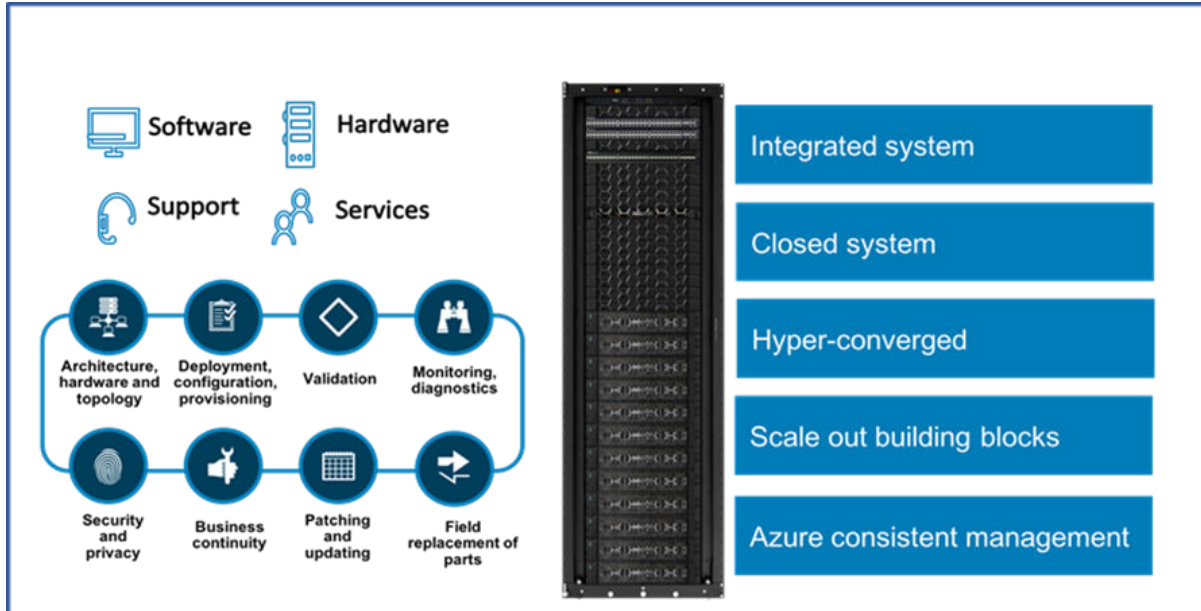 Software
Hardware
Support
Services
Architecture,
hardware and
topology
Deployment,
configuration,
provisioning
Validation
Monitoring,
diagnostics
Security
and
privacy
Business
continuity
Patching
and
updating
Field
replacement of
parts
Integrated system
Closed system
Hyper-converged
Scale out building blocks
Azure consistent management